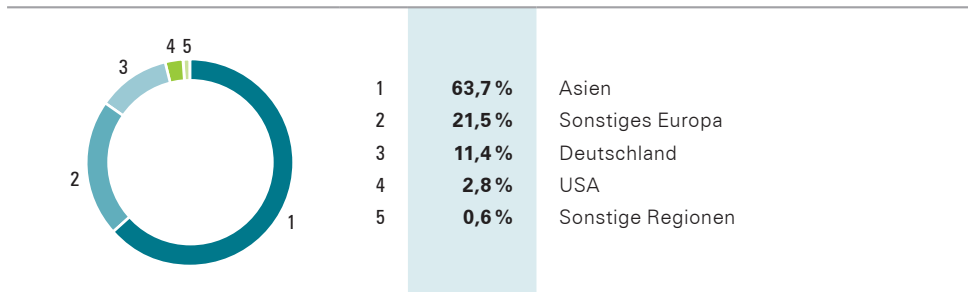 4 5
3
2
1
1 63,7 % Asien
2 21,5 % Sonstiges Europa
3 11,4 % Deutschland
4 2,8 % USA
5 0,6 % Sonstige Regionen